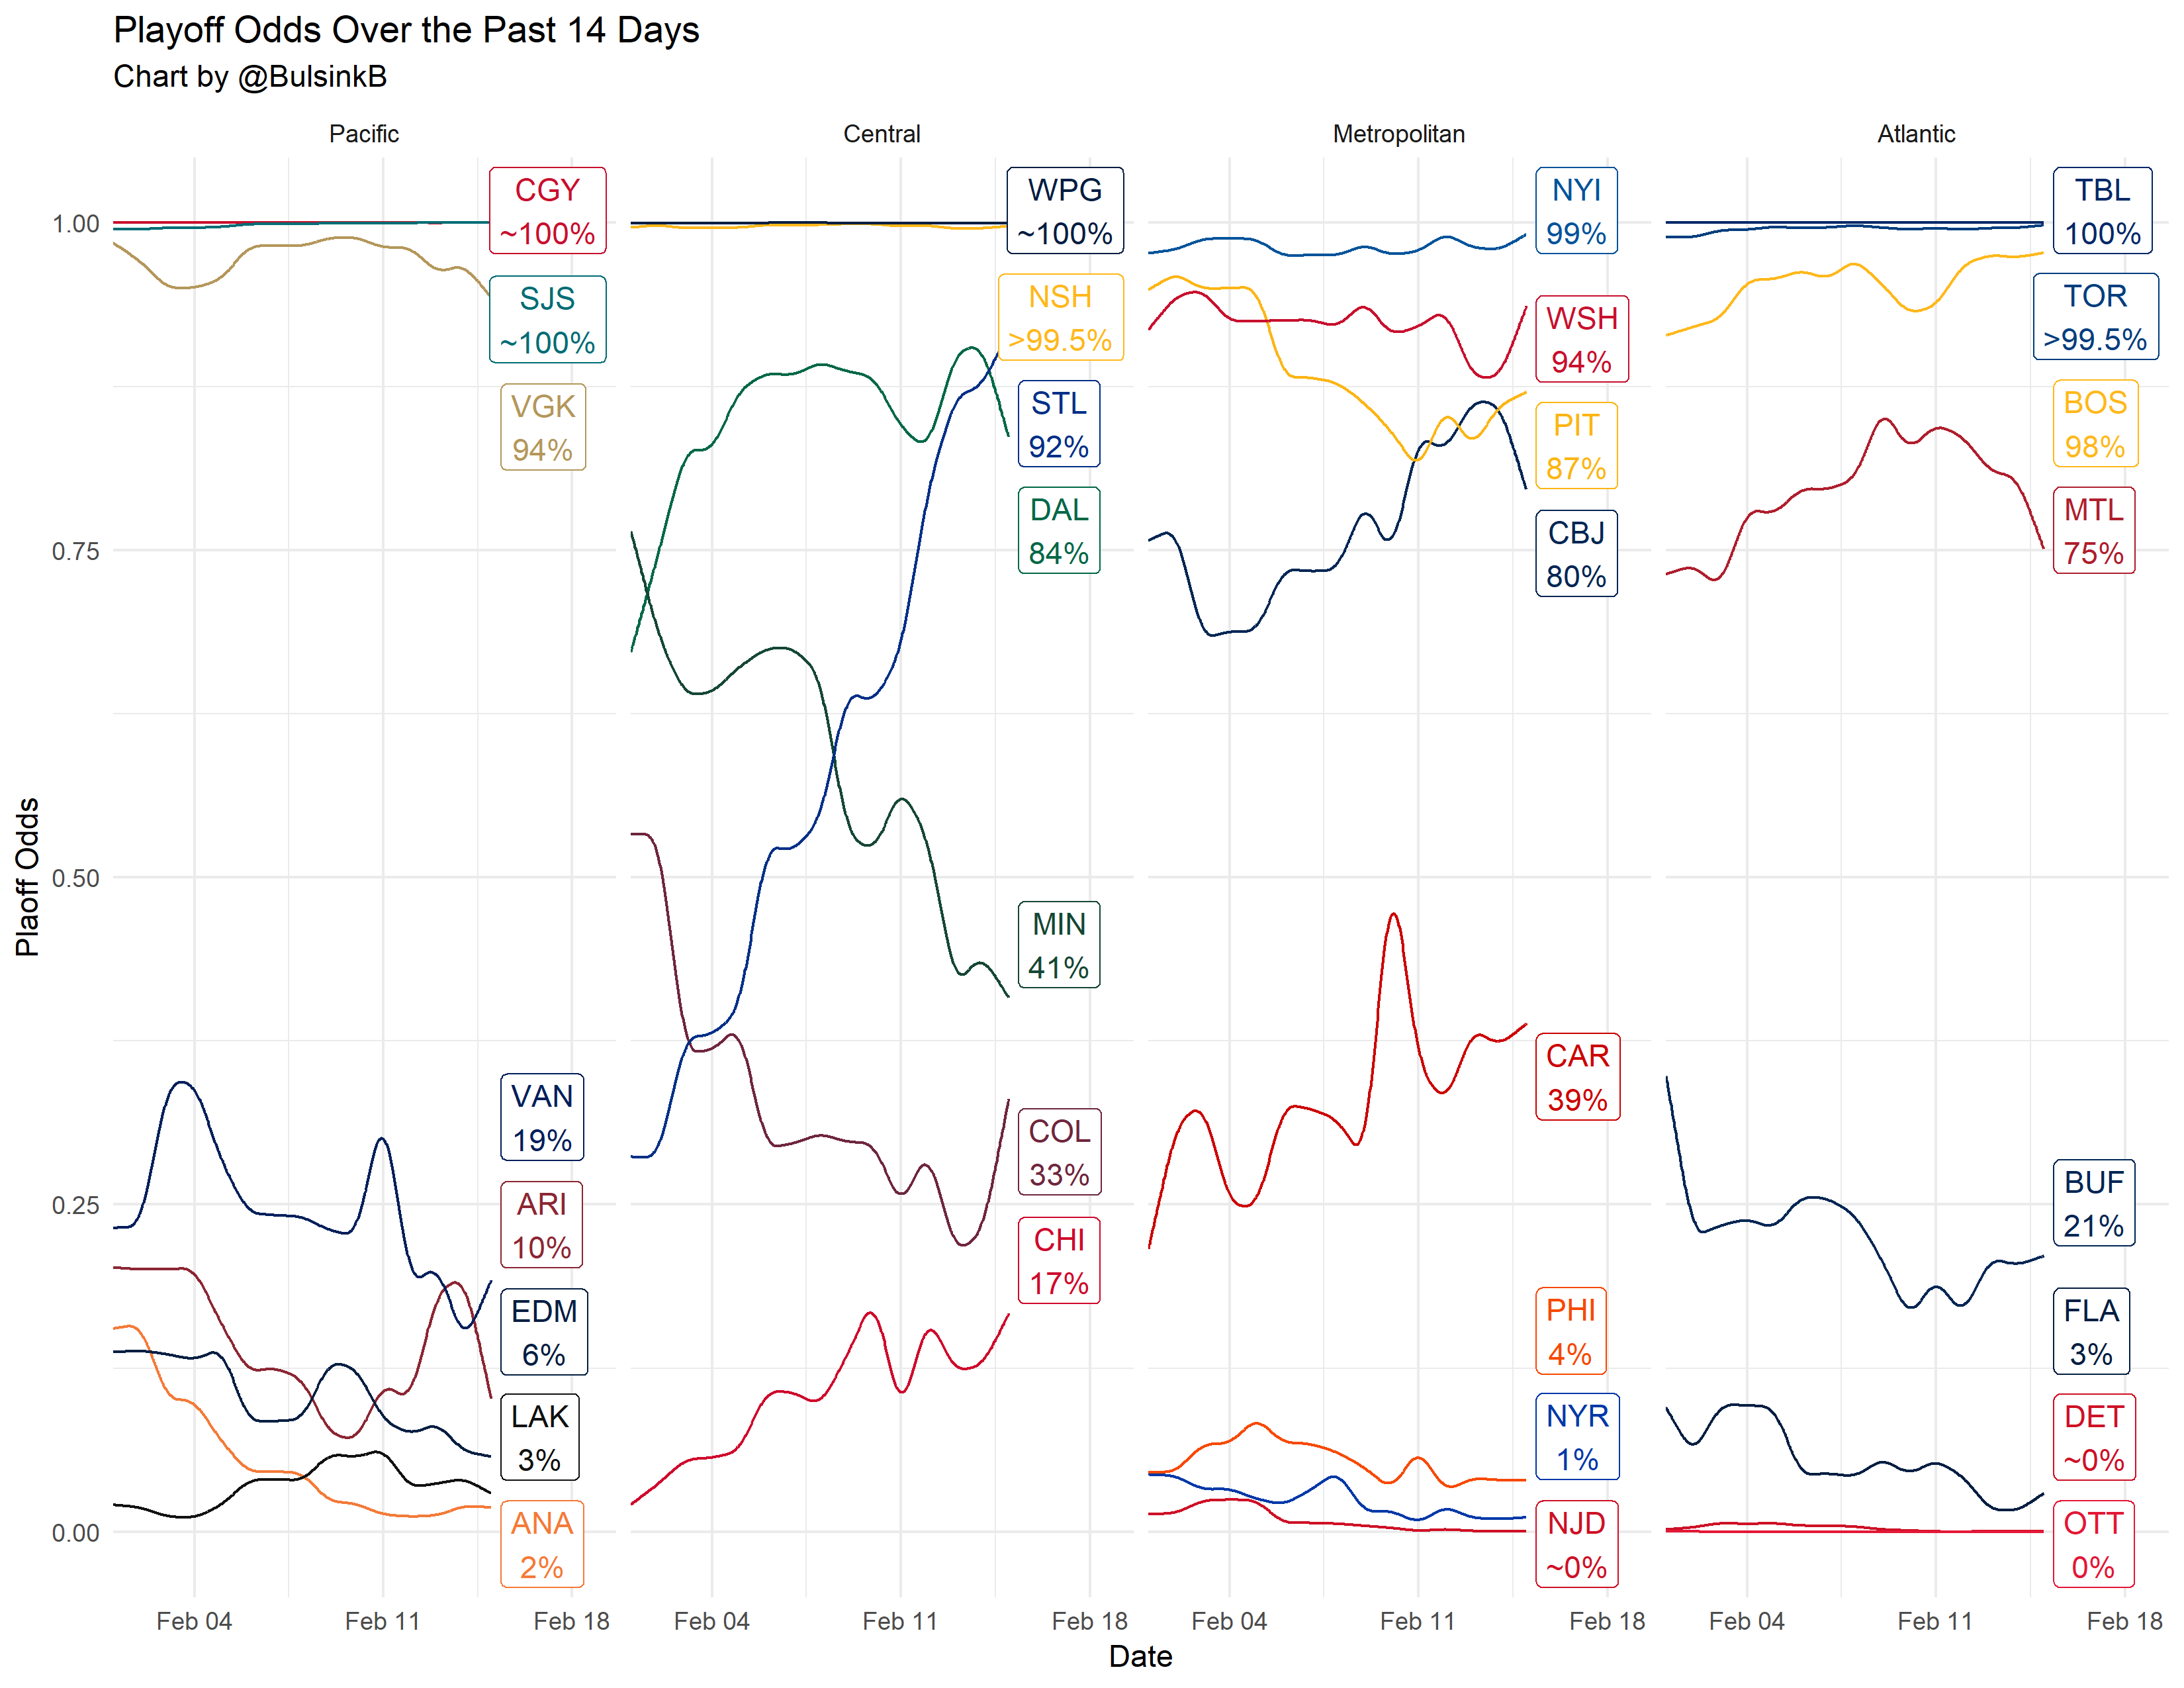 Playoff Odds Over the Past 14 Days
Chart by @BulsinkB
Pacific
Central
Metropolitan
Atlantic
Plaoff Odds
1.00
0.75
0.50
0.25
0.00
CGY
~100%
SJS
~100%
VGK
94%
VAN
19%
ARI
10%
EDM
6%
LAK
3%
ANA
2%
WPG
~100%
NSH
>99.5%
STL
92%
DAL
84%
MIN
41%
COL
33%
CHI
17%
NYI
99%
WSH
94%
PIT
87%
CBJ
80%
CAR
39%
PHI
4%
NYR
1%
NJD
~0%
TBL
100%
TOR
>99.5%
BOS
98%
MTL
75%
BUF
21%
FLA
3%
DET
~0%
OTT
0%
Feb 04
Feb 11
Feb 18
Feb 04
Feb 11
Feb 18
Feb 04
Feb 11
Feb 18
Feb 04
Feb 11
Feb 18
Date